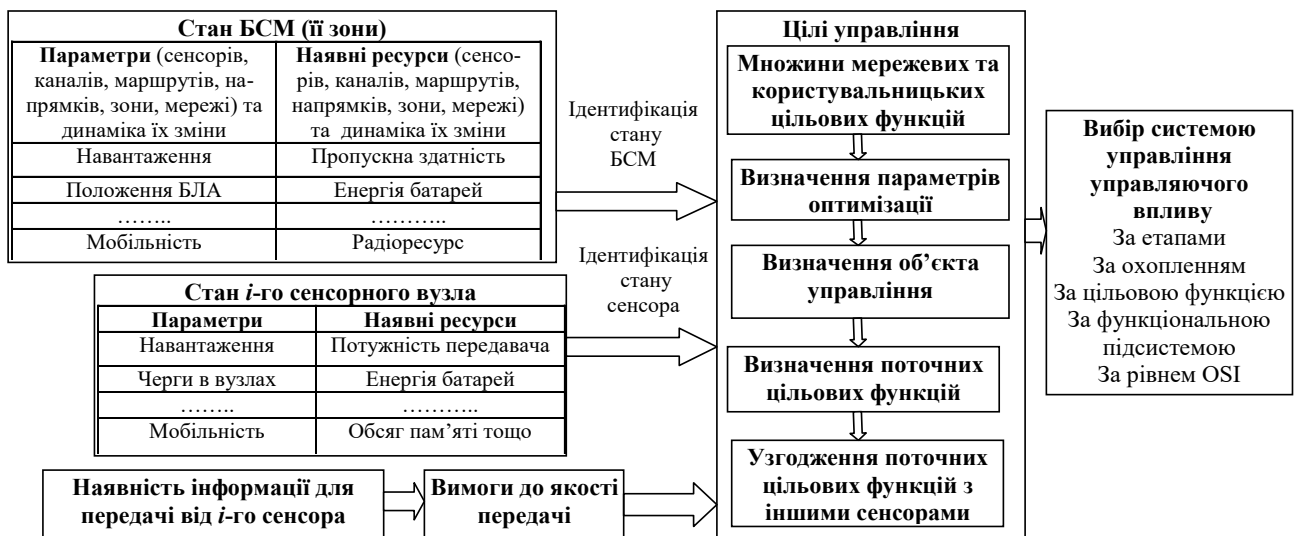 Стан БСМ (її зони)
Параметри (сенсорів,
каналів, маршрутів, на-
прямків, зони, мережі) та
динаміка їх зміни
Наявні ресурси (сенсо-
рів, каналів, маршрутів,
напрямків, зони, мережі)
та динаміка їх зміни
Навантаження
Пропускна здатність
Положення БЛА
Енергія батарей
……..
………..
Мобільність
Радіоресурс
Ідентифікація
стану
БСМ
Стан i-го сенсорного вузла
Параметри
Наявні ресурси
Навантаження
Потужність передавача
Черги в вузлах
Енергія батарей
……..
………..
Мобільність
Обсяг пам’яті тощо
Ідентифікація
стану
сенсора
Наявність інформації для
передачі від i-го сенсора
Вимоги до якості
передачі
Цілі управління
Множини мережевих та
користувальницьких
цільових функцій
Визначення параметрів
оптимізації
Визначення об’єкта
управління
Визначення поточних
цільових функцій
Узгодження поточних
цільових функцій з
іншими сенсорами
Вибір системою
управління
управляючого
впливу
За етапами
За охопленням
За цільовою функцією
За функціональною
підсистемою
За рівнем OSI